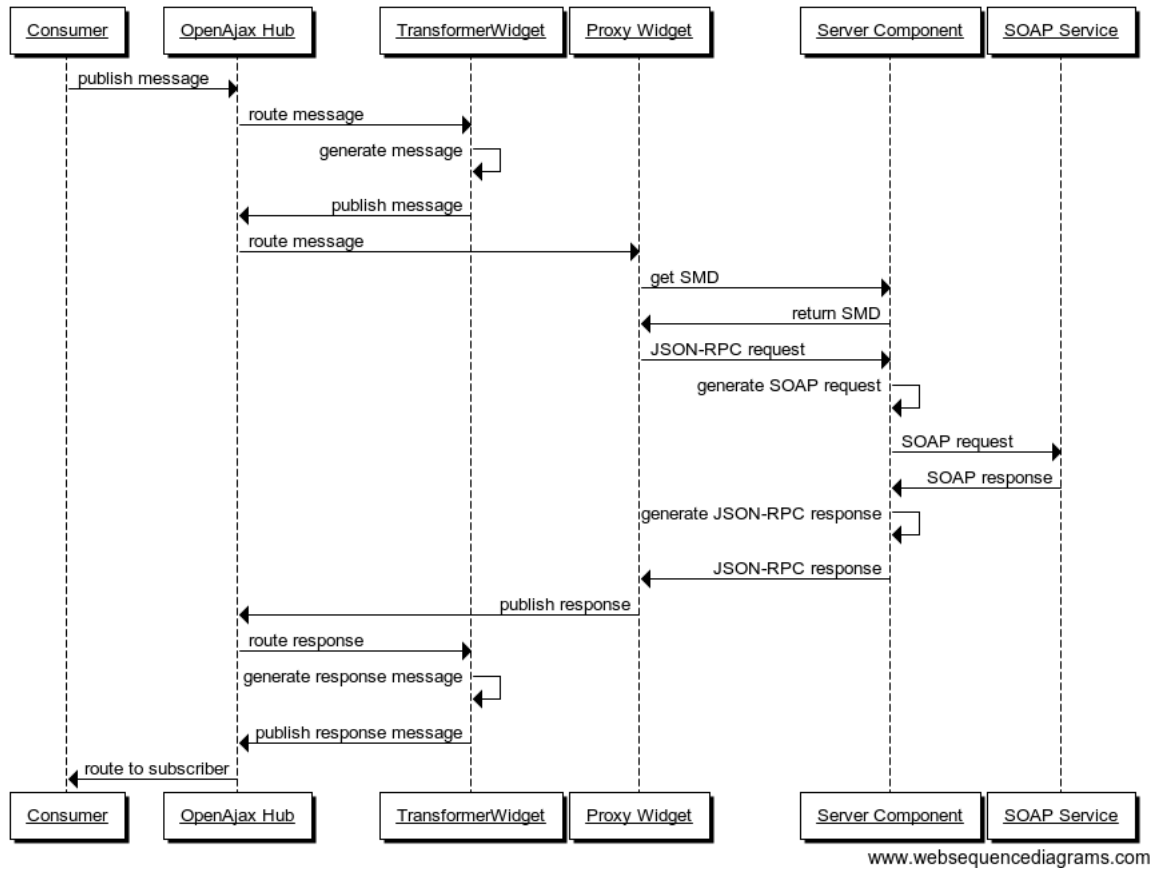 Consumer OpenAjax Hub TransformerWidget Proxy Widget Server Component SOAP Service
publish message
route message
generate message
publish message
route message
get SMD
return SMD
JSON-RPC request
generate SOAP request
SOAP request
SOAP response
generate JSON-RPC response
JSON-RPC response
publish response
route response
generate response message
publish response message
route to subscriber
Consumer OpenAjax Hub TransformerWidget Proxy Widget Server Component SOAP Service
www.websequencediagrams.com